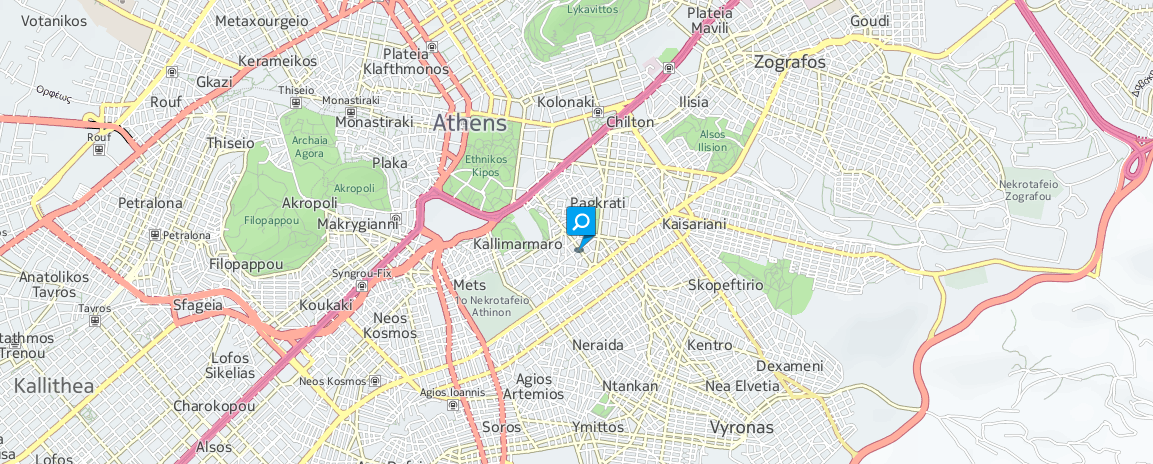 Votanikos
Metaxourgeio
Lykavittos
Plateia
Mavili
Goudi
Plateia
Klafthmonos
Kerameikos
Gkazi
Zografos
Ορφέως
Thiseio
Rouf
Monastiraki
Kolonaki
Ilisia
Monastiraki
Athens
Chilton
Rouf
Thiseio
Archaia
Agora
Alsos
Ilision
Plaka
Ethnikos
Kipos
Akropoli
Nekrotafeio
Zografou
Petralona
Akropoli
Pagkrati
Filopappou
Makrygianni
Kaisariani
Petralona
Kallimarmaro
Filopappou
Syngrou-Fix
Anatolikos
Tavros
Mets
Skopeftirio
To Nekrotafeio
Athinon
Sfageia
Koukaki
Tavros
Neos
Kosmos
tathmos
Trenou
Neraida
Kentro
Lofos
Sikelias
Dexameni
Kallithea
Neos Kosmos
Agios
Artemios
Ntankan
Nea Elvetia
Agios Ioannis
Charokopou
Soros
Ymittos
Vyronas
Alsos
Lofos